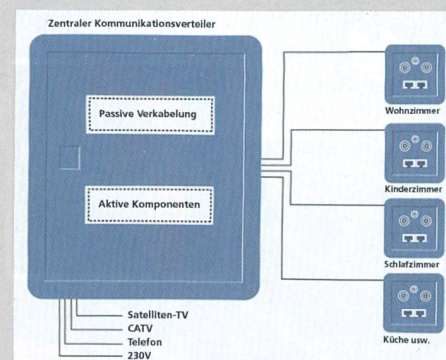 Zentraler Kommunikationsverteiler
Passive Verkabelung
Aktive Komponenten
Wohnzimmer
Kinderzimmer
Schlafzimmer
Küche usw.
Satelliten-TV
CATV
Telefon
230V